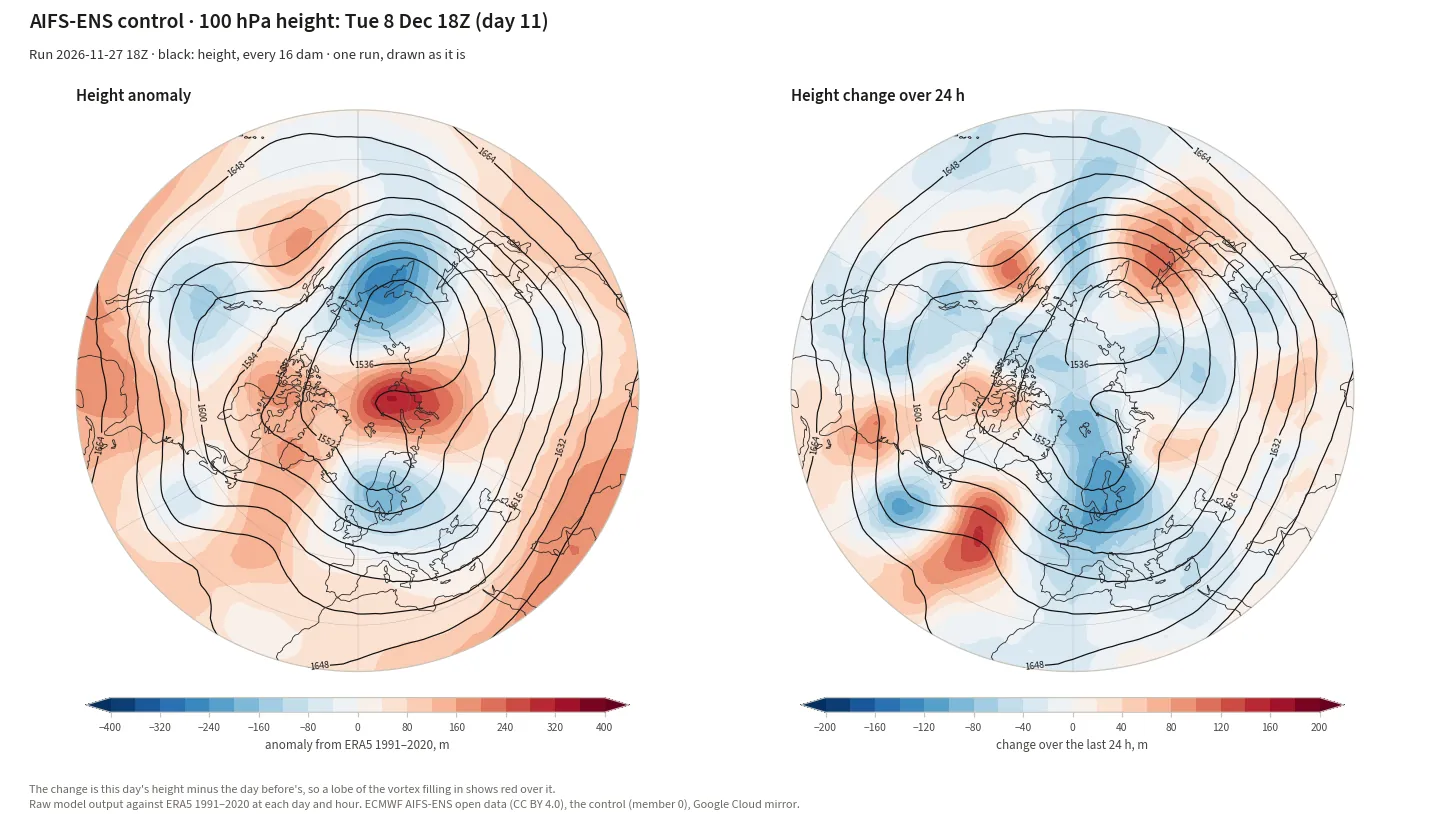 AIFS-ENS control · 100 hPa height: Tue 8 Dec 18Z (day 11)
Run 2026-11-27 18Z · black: height, every 16 dam · one run, drawn as it is
Height anomaly
Height change over 24 h
1648
1664
1584
1536
1600
1552
1664
1632
1616
1648
1648
1664
1584
1536
1600
1552
1664
1632
1616
1648
−400 −320 −240 −160 −80 0 80 160 240 320 400
anomaly from ERA5 1991–2020, m
−200 −160 −120 −80 −40 0 40 80 120 160 200
change over the last 24 h, m
The change is this day's height minus the day before's, so a lobe of the vortex filling in shows red over it.
Raw model output against ERA5 1991–2020 at each day and hour. ECMWF AIFS-ENS open data (CC BY 4.0), the control (member 0), Google Cloud mirror.